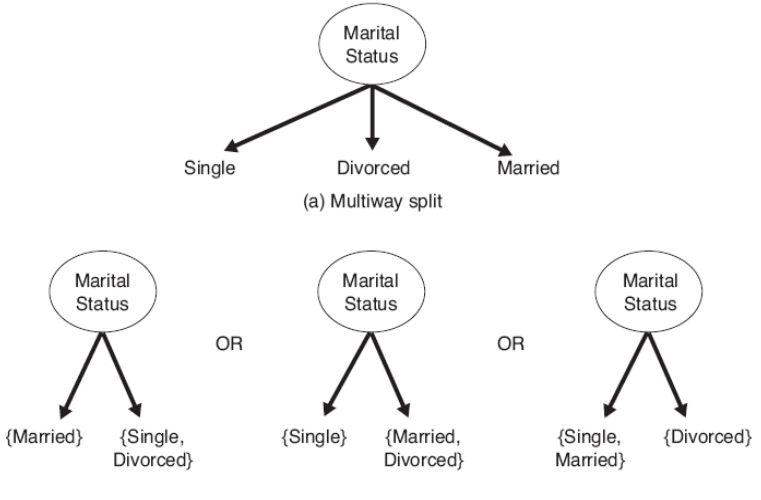 Marital
Status
Single Divorced Married
(a) Multiway split
Marital
Status
OR
Marital
Status
OR
Marital
Status
{Married}
{Single,
Divorced}
{Single}
{Married,
Divorced}
{Single,
Married}
{Divorced}